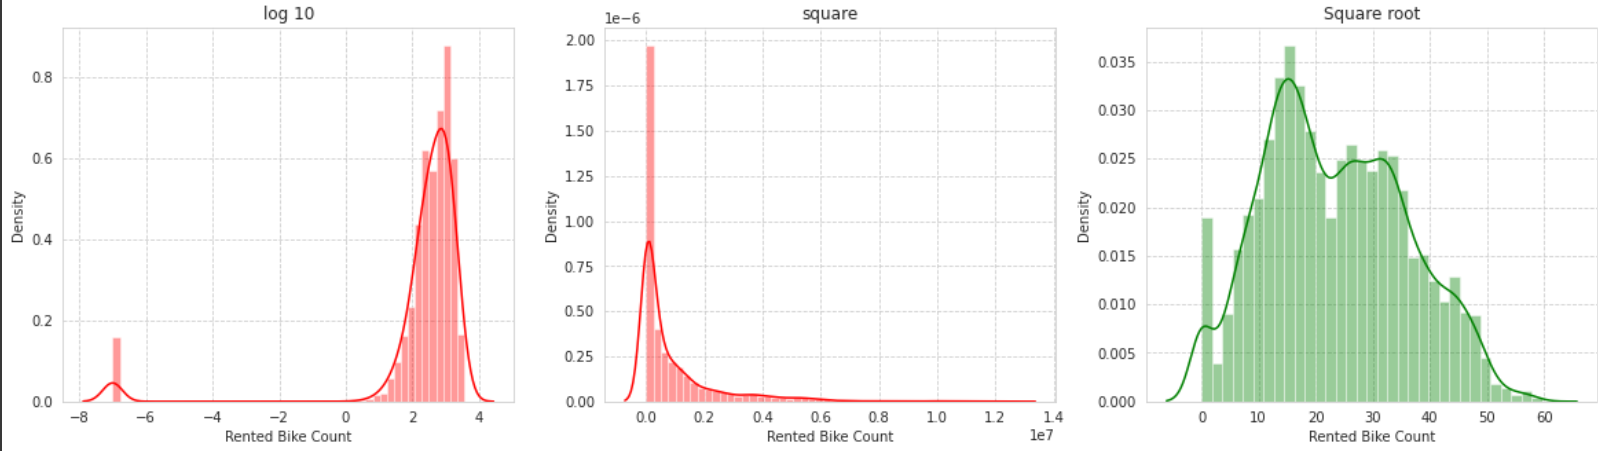 log 10
0.8
0.6
0.4
0.2
0.0
Density
−8 −6 −4 −2 0 2 4
Rented Bike Count
square
1e−6
2.00
1.75
1.50
1.25
1.00
0.75
0.50
0.25
0.00
Density
0.0 0.2 0.4 0.6 0.8 1.0 1.2 1.4
1e7
Rented Bike Count
Square root
0.035
0.030
0.025
0.020
0.015
0.010
0.005
0.000
Density
0 10 20 30 40 50 60
Rented Bike Count